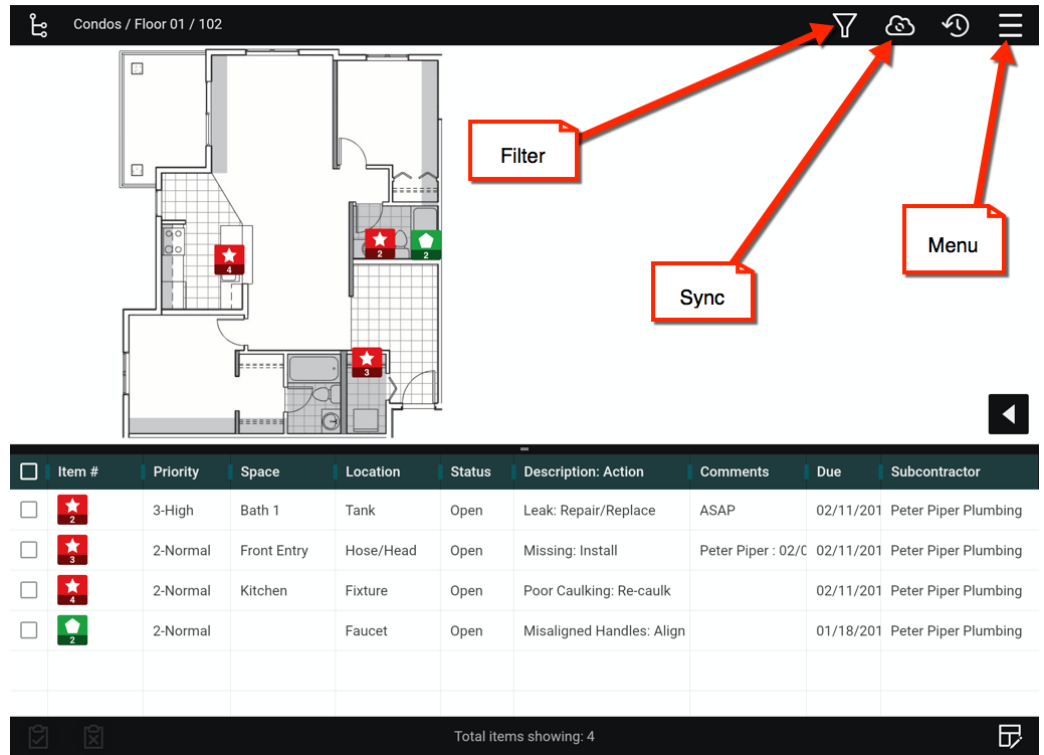 Condos / Floor 01 / 102
Filter
Menu
Sync
4
2
2
3
Item # Priority Space Location Status Description: Action Comments Due Subcontractor
2 3-High Bath 1 Tank Open Leak: Repair/Replace ASAP 02/11/201 Peter Piper Plumbing
3 2-Normal Front Entry Hose/Head Open Missing: Install Peter Piper : 02/0 02/11/201 Peter Piper Plumbing
4 2-Normal Kitchen Fixture Open Poor Caulking: Re-caulk 02/11/201 Peter Piper Plumbing
2 2-Normal Faucet Open Misaligned Handles: Align 01/18/201 Peter Piper Plumbing
Total items showing: 4